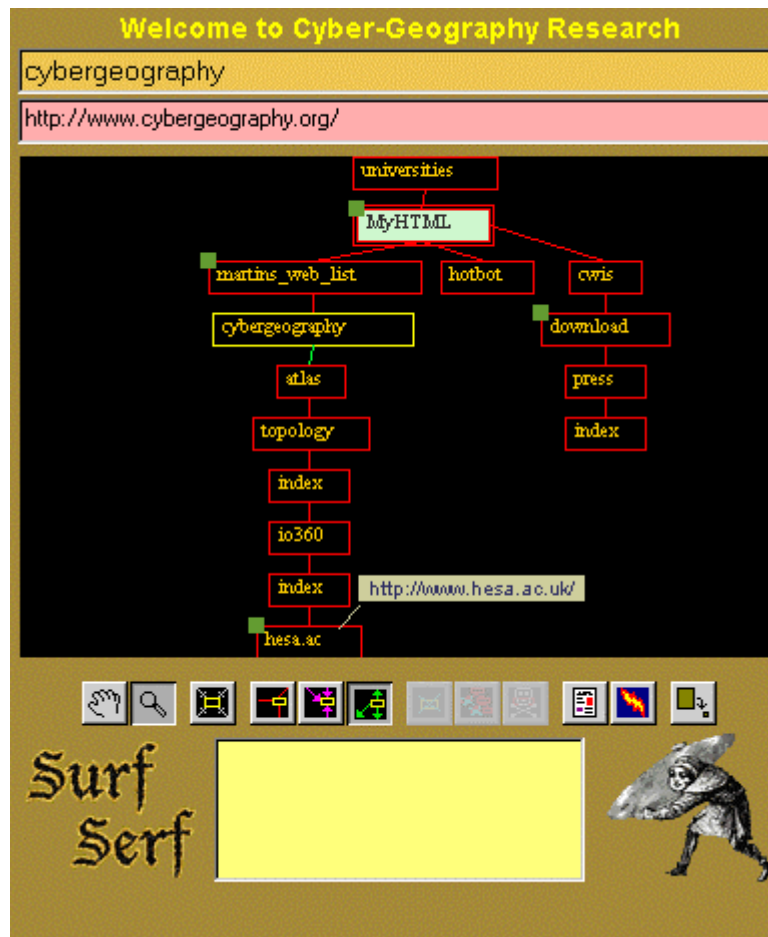 Welcome to Cyber-Geography Research
cybergeography
http://www.cybergeography.org/
universities
MyHTML
martins_web_list
hotbot
cwis
cybergeography
download
atlas
press
topology
index
index
io360
index
http://www.hesa.ac.uk/
hesa.ac
Surf
Serf